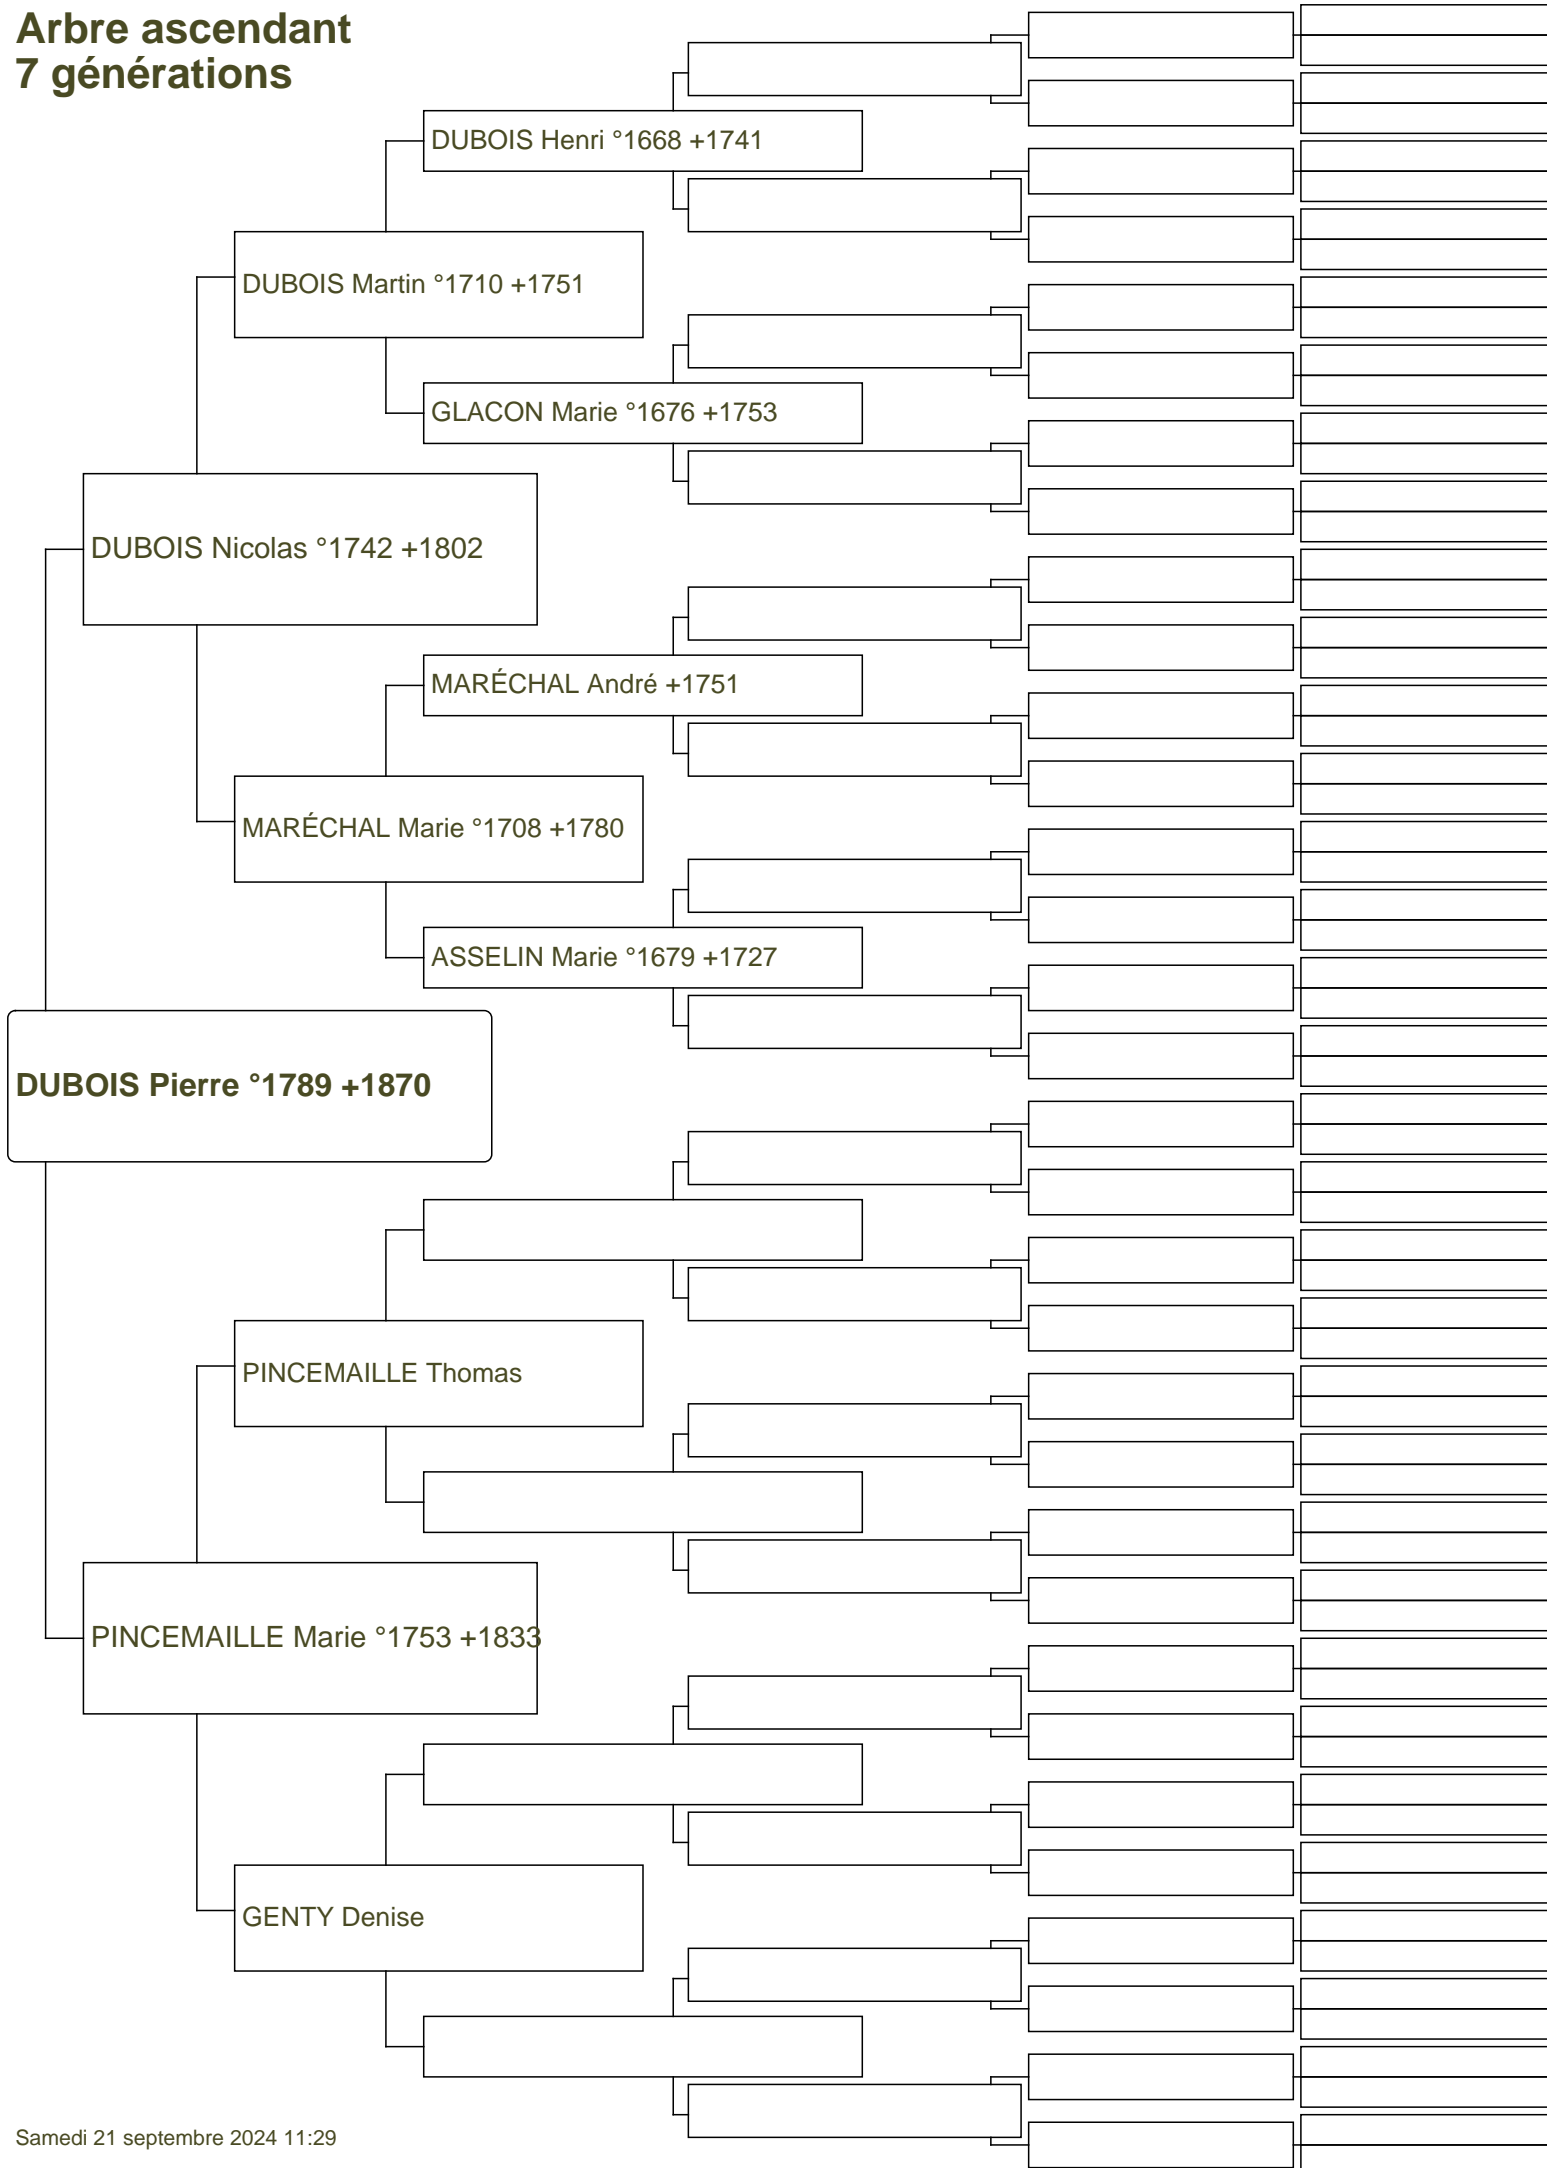 Arbre ascendant
7 générations
DUBOIS Henri °1668 +1741
DUBOIS Martin °1710 +1751
GLACON Marie °1676 +1753
DUBOIS Nicolas °1742 +1802
MARÉCHAL André +1751
MARÉCHAL Marie °1708 +1780
ASSELIN Marie °1679 +1727
DUBOIS Pierre °1789 +1870
PINCEMAILLE Thomas
PINCEMAILLE Marie °1753 +1833
GENTY Denise
Samedi 21 septembre 2024 11:29